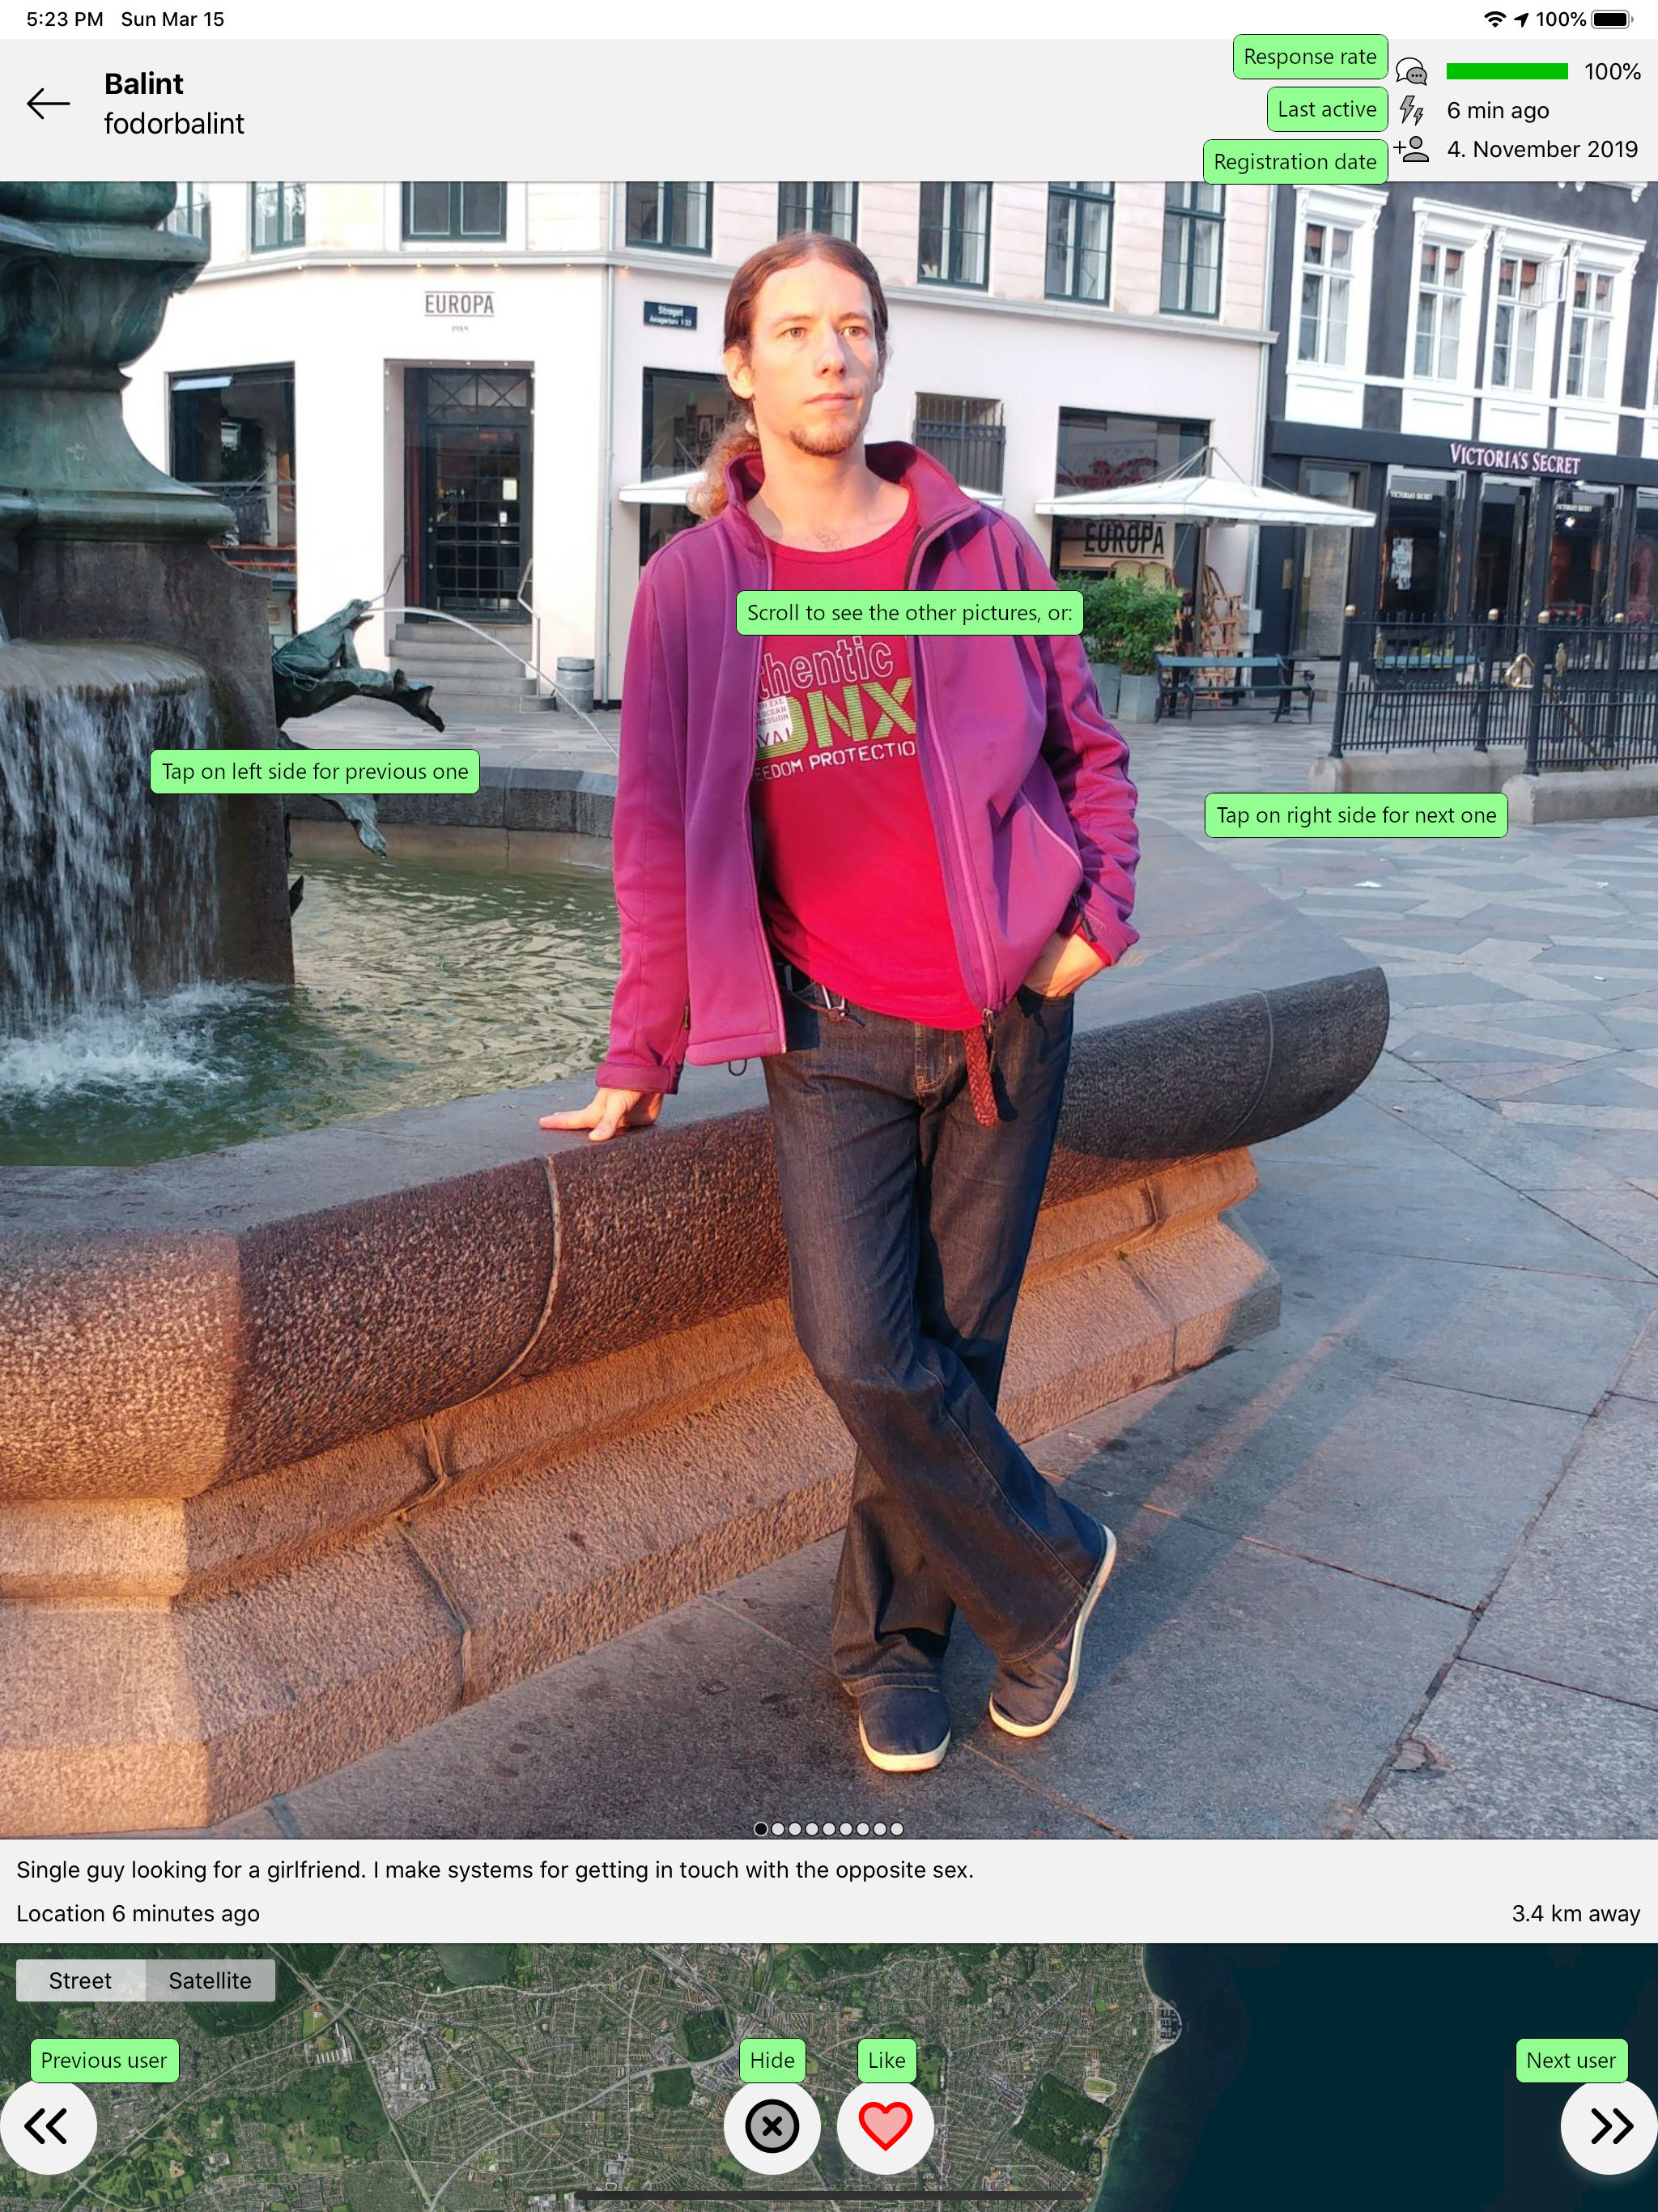 5:23 PM Sun Mar 15
100%
Balint
fodorbalint
Response rate
100%
Last active
6 min ago
Registration date
4. November 2019
EUROPA
1989
Strøget
VICTORIA'S SECRET
VICTORIA'S SECRET
EUROPA
Scroll to see the other pictures, or:
thentic
DNX
EEDOM PROTECTIO
Tap on left side for previous one
Tap on right side for next one
Single guy looking for a girlfriend. I make systems for getting in touch with the opposite sex.
Location 6 minutes ago
3.4 km away
Street
Satellite
Previous user
Hide
Like
Next user